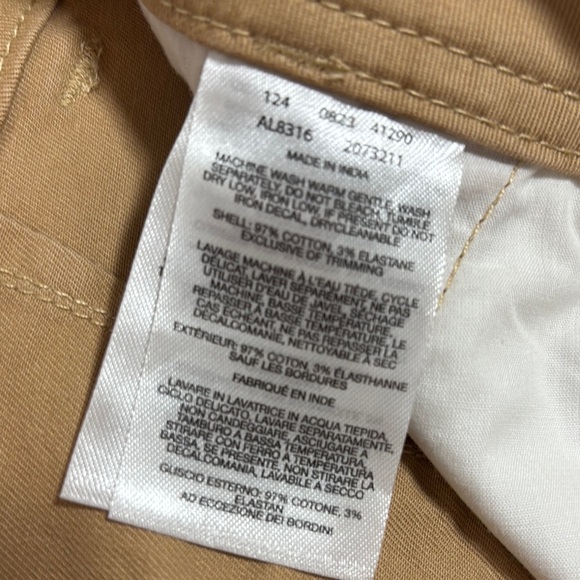 124 0823 41290
AL8316 2073211
MADE IN INDIA
MACHINE WASH WARM GENTLE, WASH
SEPARATELY, DO NOT BLEACH, TUMBLE
DRY LOW, IRON LOW, IF PRESENT DO NOT
IRON DECAL, DRYCLEANABLE
SHELL: 97% COTTON, 3% ELASTANE
EXCLUSIVE OF TRIMMING
LAVAGE MACHINE À L'EAU TIÈDE, CYCLE
DÉLICAT, LAVER SÉPARÉMENT, NE PAS
UTILISER D'EAU DE JAVEL, SÉCHAGE
MACHINE, BASSE TEMPÉRATURE,
REPASSER À BASSE TEMPÉRATURE, LE
CAS ÉCHÉANT, NE PAS REPASSER LA
DÉCALCOMANIE, NETTOYABLE À SEC
EXTÉRIEUR: 97% COTON, 3% ÉLASTHANNE
SAUF LES BORDURES
FABRIQUÉ EN INDE
LAVARE IN LAVATRICE IN ACQUA TIEPIDA,
CICLO DELICATO, LAVARE SEPARATAMENTE,
NON CANDEGGIARE, ASCIUGARE A
TAMBURO A BASSA TEMPERATURA,
STIRARE CON FERRO A TEMPERATURA
BASSA, SE PRESENTE, NON STIRARE LA
DECALCOMANIA, LAVABILE A SECCO
GUSCIO ESTERNO: 97% COTONE, 3%
ELASTAN
AD ECCEZIONE DEI BORDINI